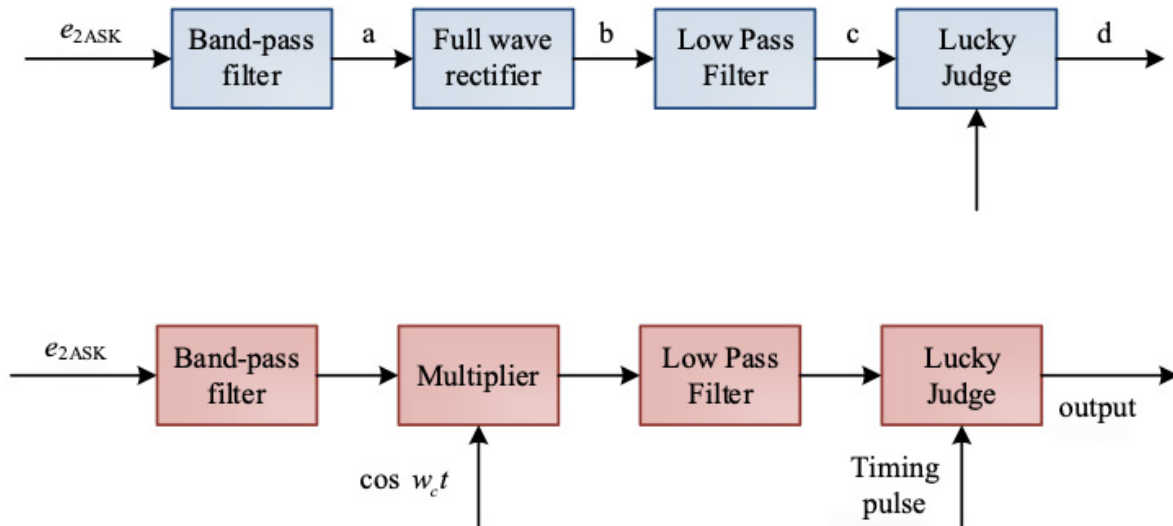 e2ASK
Band-pass
filter
a
Full wave
rectifier
b
Low Pass
Filter
c
Lucky
Judge
d
e2ASK
Band-pass
filter
Multiplier
Low Pass
Filter
Lucky
Judge
output
cos wct
Timing
pulse